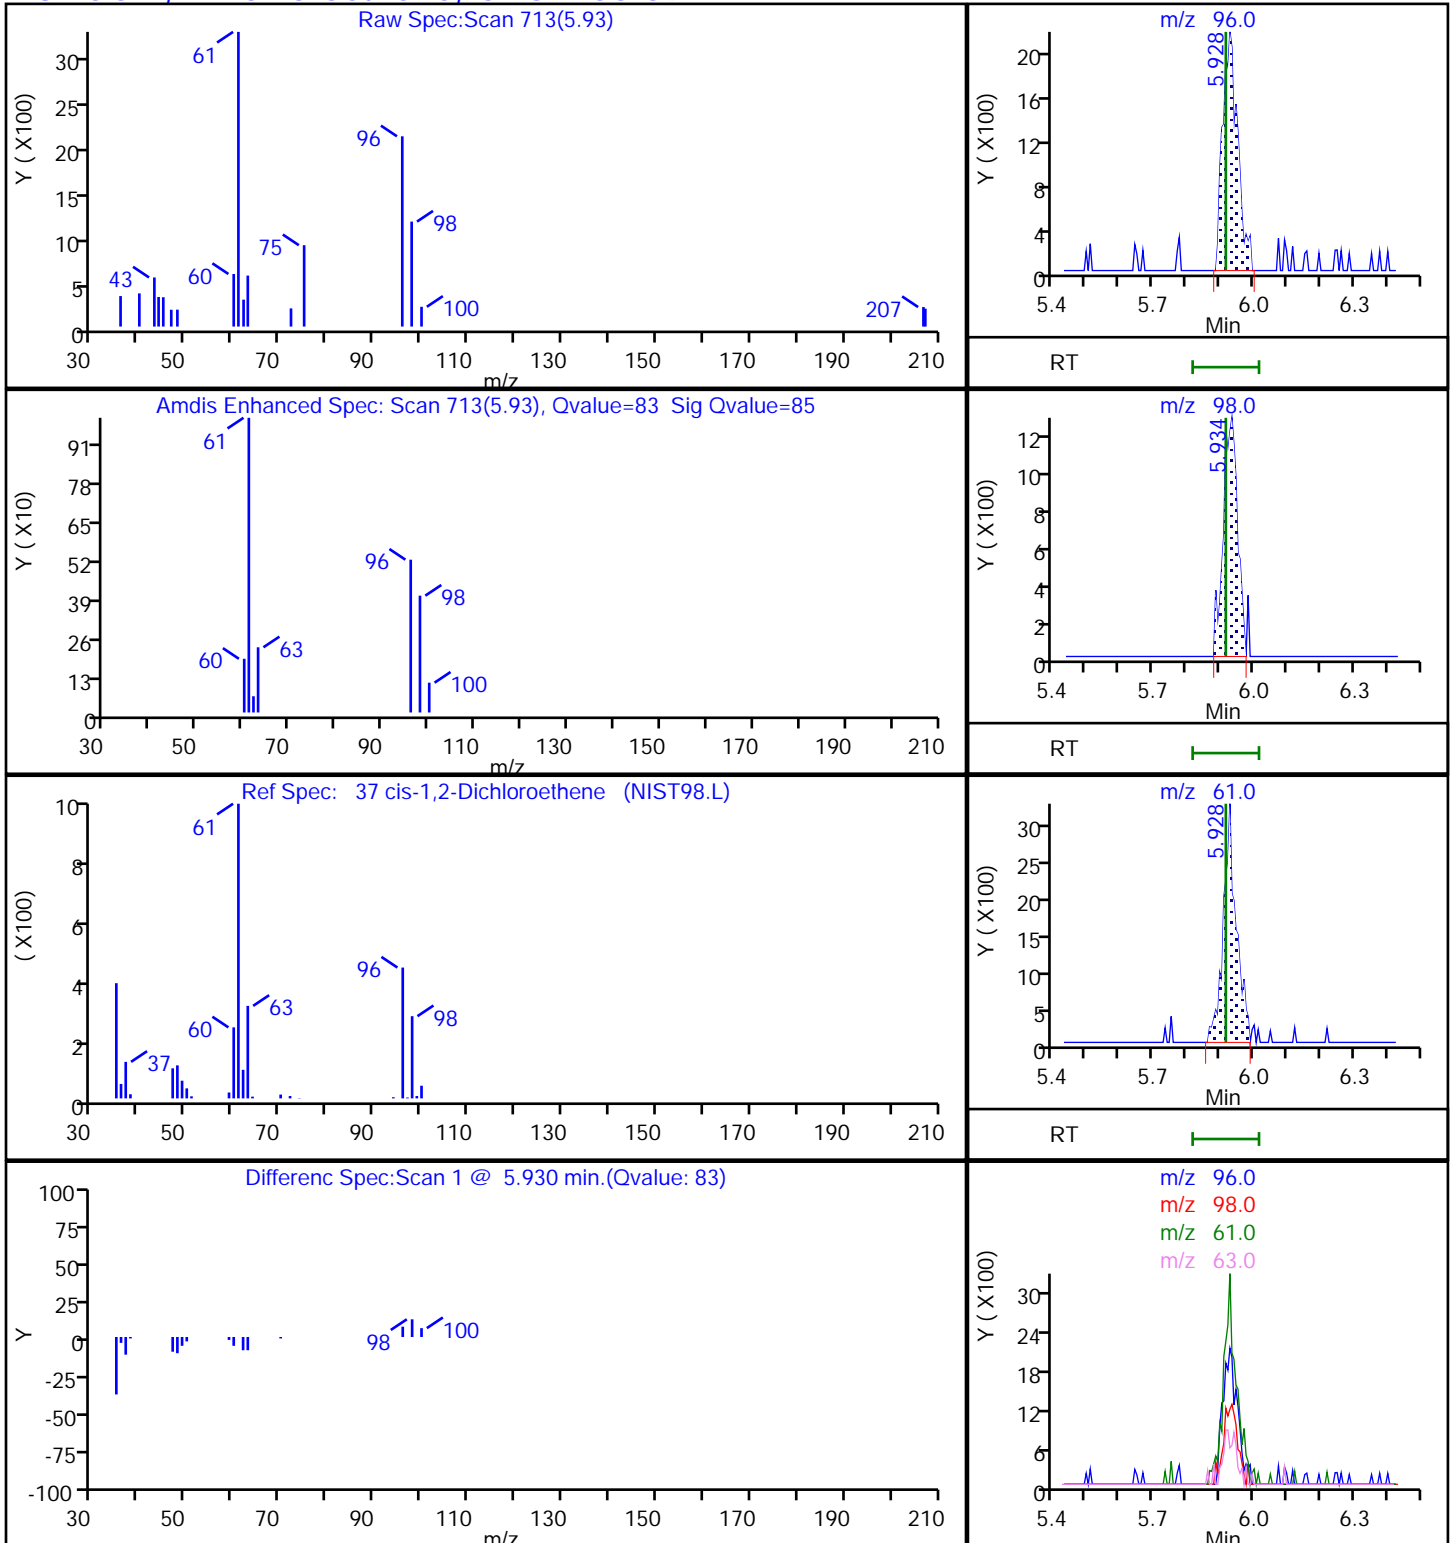 Raw Spec:Scan 713(5.93)
Y ( X100)
30
25
20
15
10
5
0
61
96
98
75
60
43
100
207
30 50 70 90 110 130 150 170 190 210
m/z
m/z 96.0
Y ( X100)
20
16
12
8
4
0
5.928
5.4 5.7 6.0 6.3
Min
RT
Amdis Enhanced Spec: Scan 713(5.93), Qvalue=83 Sig Qvalue=85
Y ( X10)
91
78
65
52
39
26
13
0
61
96
98
63
60
100
30 50 70 90 110 130 150 170 190 210
m/z
m/z 98.0
Y ( X100)
12
10
8
6
4
2
0
5.934
5.4 5.7 6.0 6.3
Min
RT
Ref Spec: 37 cis-1,2-Dichloroethene (NIST98.L)
( X100)
10
8
6
4
2
0
61
96
98
63
60
37
30 50 70 90 110 130 150 170 190 210
m/z 61.0
Y ( X100)
30
25
20
15
10
5
0
5.928
5.4 5.7 6.0 6.3
Min
RT
Differenc Spec:Scan 1 @ 5.930 min.(Qvalue: 83)
Y
100
75
50
25
0
-25
-50
-75
-100
98
100
30 50 70 90 110 130 150 170 190 210
m/z
m/z 96.0
m/z 98.0
m/z 61.0
m/z 63.0
Y ( X100)
30
24
18
12
6
0
5.4 5.7 6.0 6.3
Min